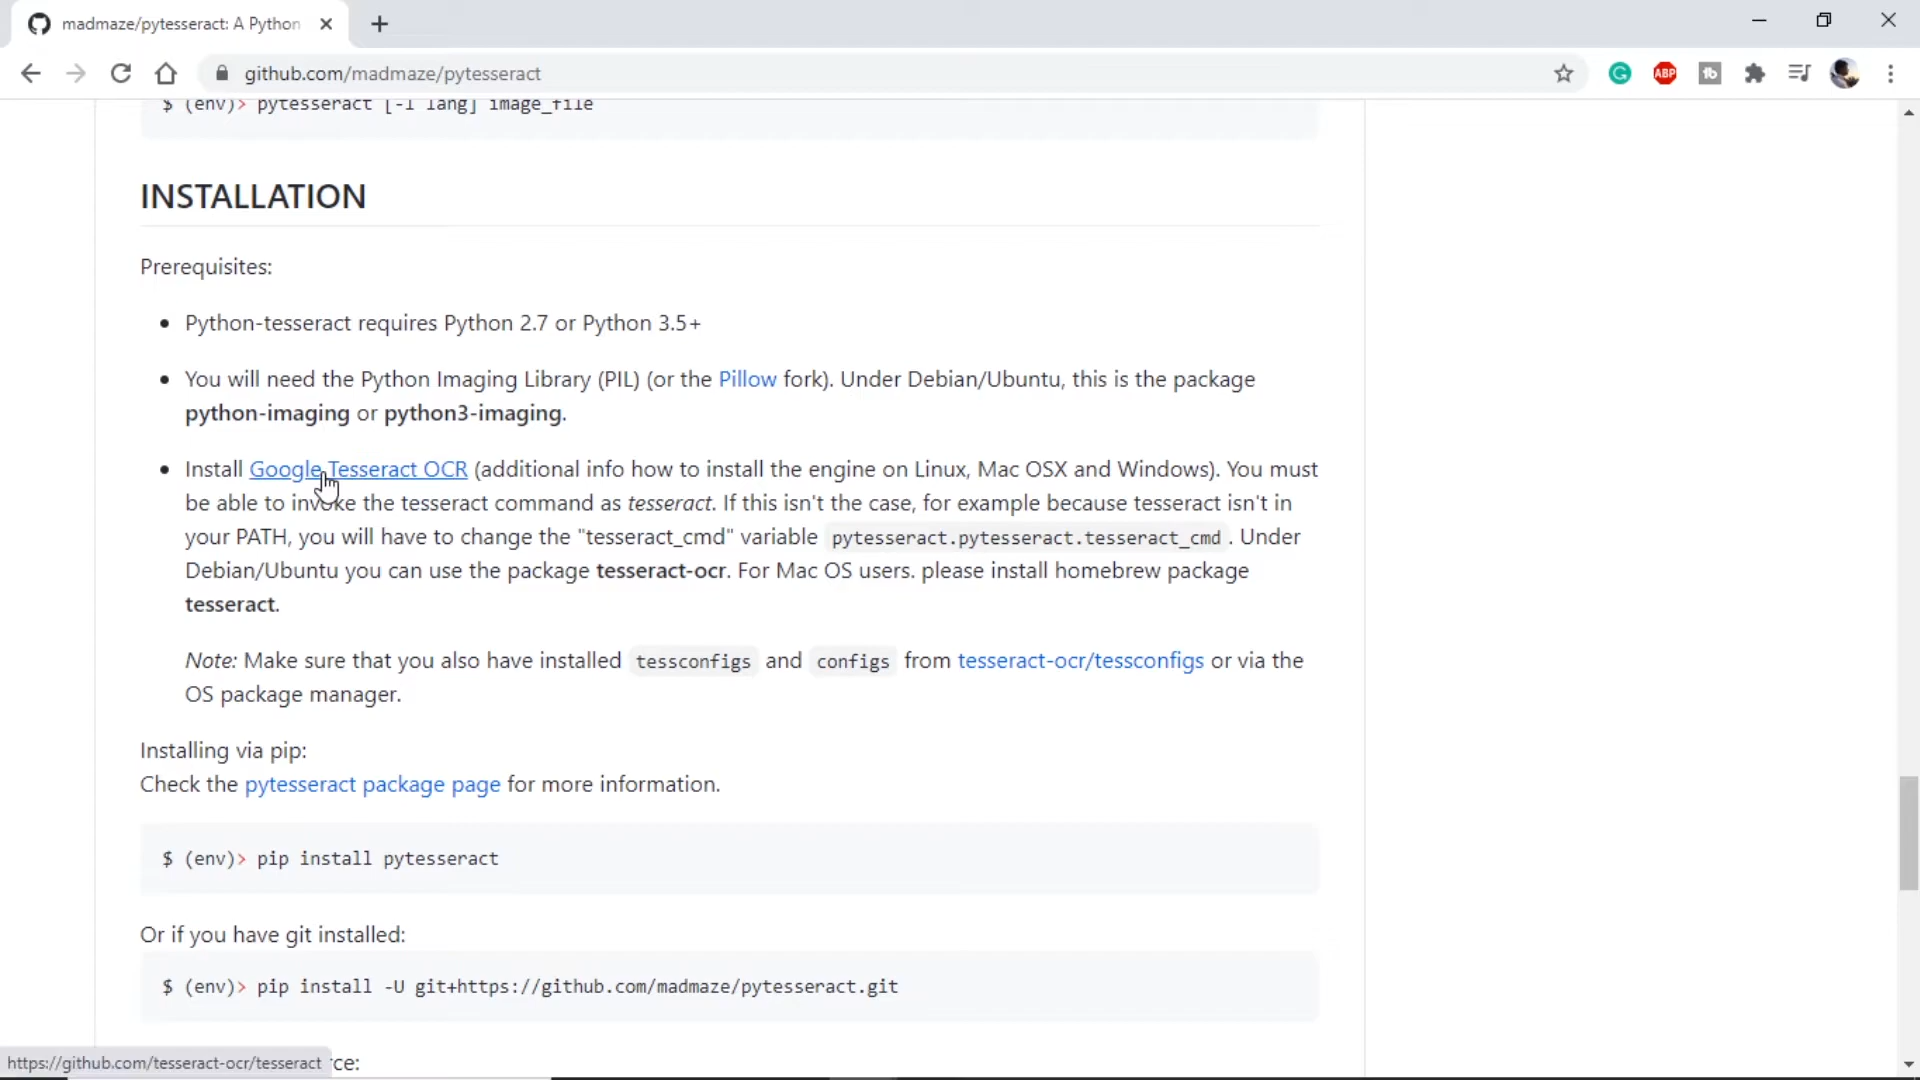 madmaze/pytesseract: A Python
github.com/madmaze/pytesseract
ABP
$ (env)> pytesseract [-l lang] image_file
INSTALLATION
Prerequisites:
Python-tesseract requires Python 2.7 or Python 3.5+
You will need the Python Imaging Library (PIL) (or the Pillow fork). Under Debian/Ubuntu, this is the package
python-imaging or python3-imaging.
Install Google Tesseract OCR (additional info how to install the engine on Linux, Mac OSX and Windows). You must
be able to invoke the tesseract command as tesseract. If this isn't the case, for example because tesseract isn't in
your PATH, you will have to change the "tesseract_cmd" variable pytesseract.pytesseract.tesseract_cmd. Under
Debian/Ubuntu you can use the package tesseract-ocr. For Mac OS users. please install homebrew package
tesseract.
Note: Make sure that you also have installed tessconfigs and configs from tesseract-ocr/tessconfigs or via the
OS package manager.
Installing via pip:
Check the pytesseract package page for more information.
$ (env)> pip install pytesseract
Or if you have git installed:
$ (env)> pip install -U git+https://github.com/madmaze/pytesseract.git
https://github.com/tesseract-ocr/tesseract rce: